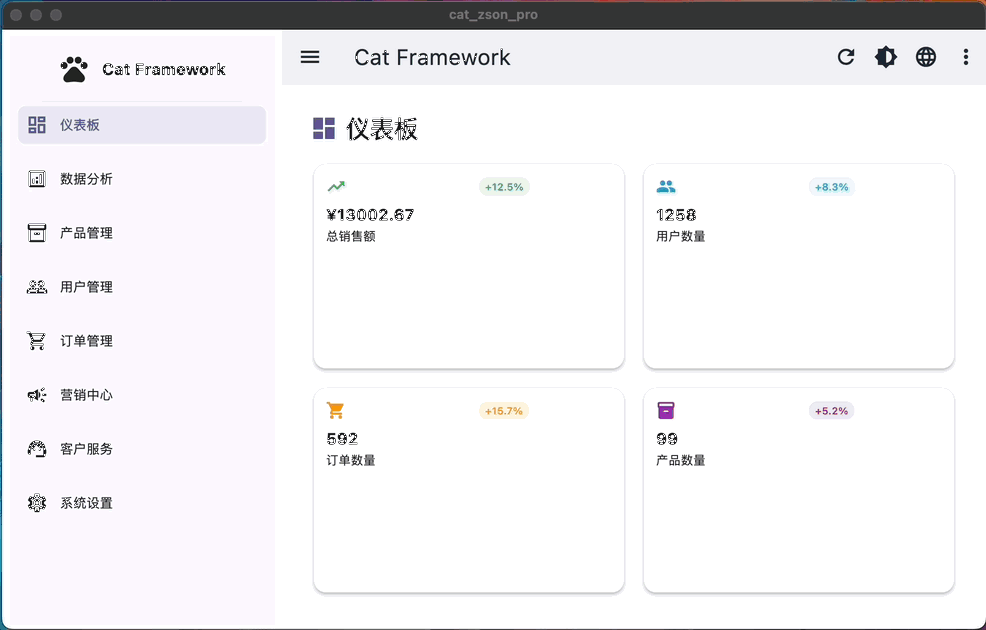 cat_zson_pro
Cat Framework
仪表板
数据分析
产品管理
用户管理
订单管理
营销中心
客户服务
系统设置
Cat Framework
仪表板
+12.5%
¥13002.67
总销售额
+8.3%
1258
用户数量
+15.7%
592
订单数量
+5.2%
99
产品数量